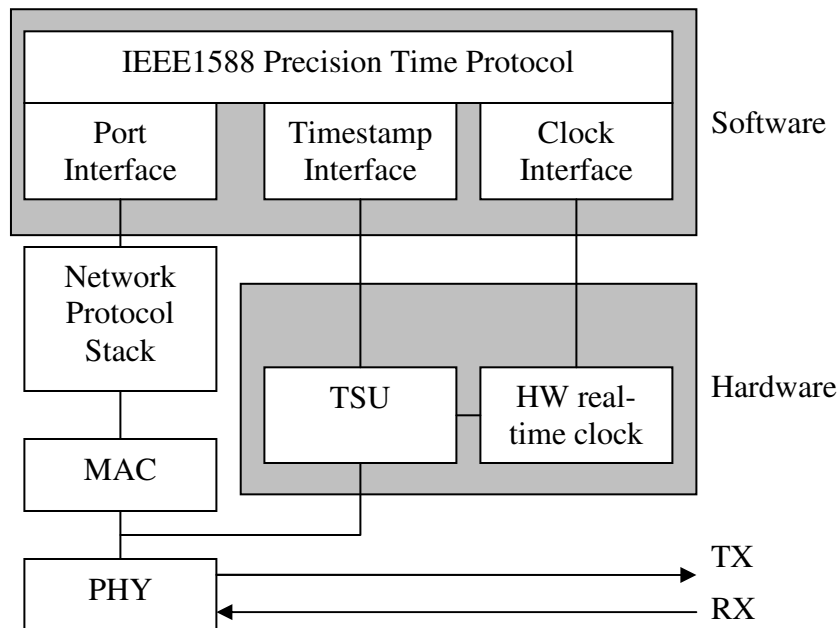 IEEE1588 Precision Time Protocol
Port
Interface
Timestamp
Interface
Clock
Interface
Software
Network
Protocol
Stack
TSU
HW real-
time clock
Hardware
MAC
PHY
TX
RX